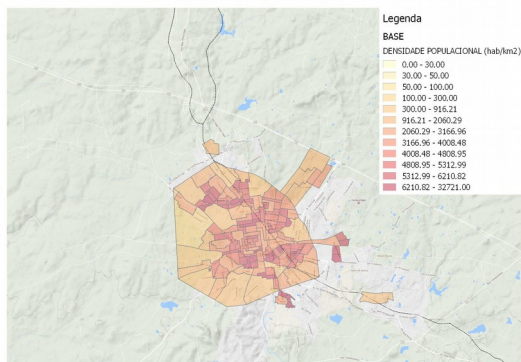 Legenda
BASE
DENSIDADE POPULACIONAL (hab/km2)
0.00 - 30.00
30.00 - 50.00
50.00 - 100.00
100.00 - 300.00
300.00 - 916.21
916.21 - 2060.29
2060.29 - 3166.96
3166.96 - 4008.48
4008.48 - 4808.95
4808.95 - 5312.99
5312.99 - 6210.82
6210.82 - 32721.00